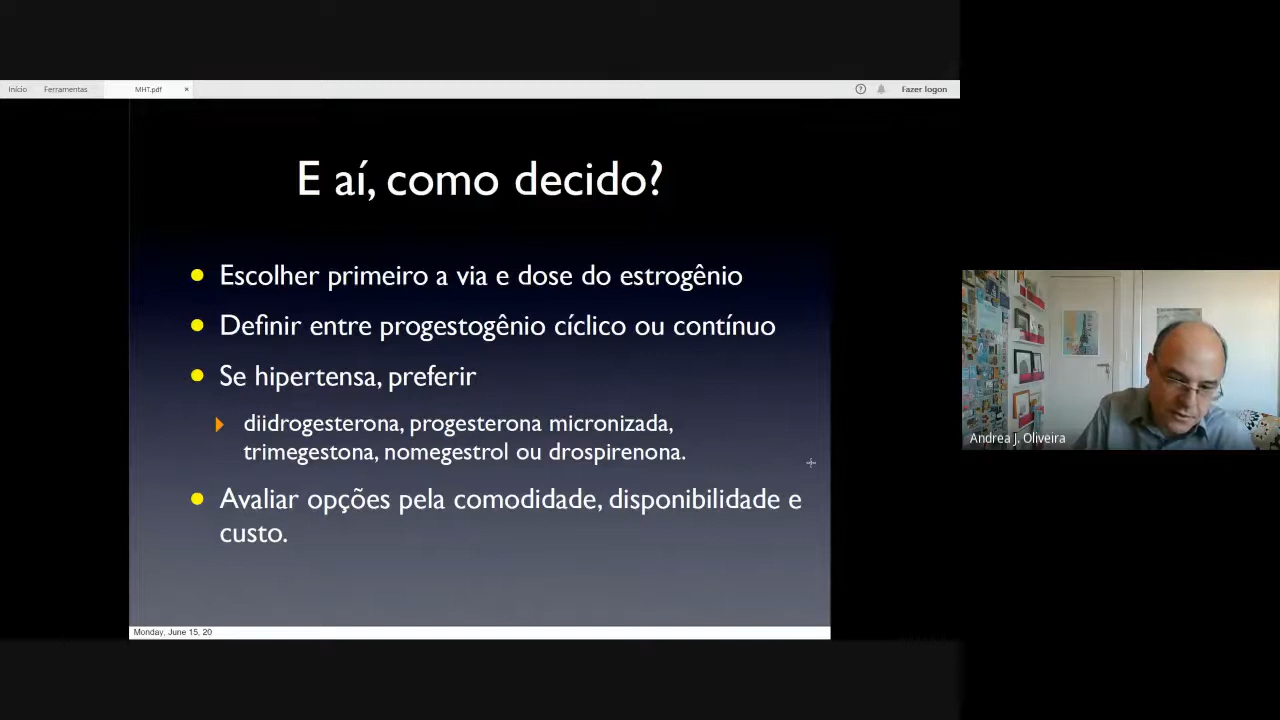 Início Ferramentas MHT.pdf × ? Fazer logon
E aí, como decido?
Escolher primeiro a via e dose do estrogênio
Definir entre progestogênio cíclico ou contínuo
Se hipertensa, preferir
diidrogesterona, progesterona micronizada,
trimegestona, nomegestrol ou drospirenona.
Avaliar opções pela comodidade, disponibilidade e
custo.
Monday, June 15, 20
Andrea J. Oliveira